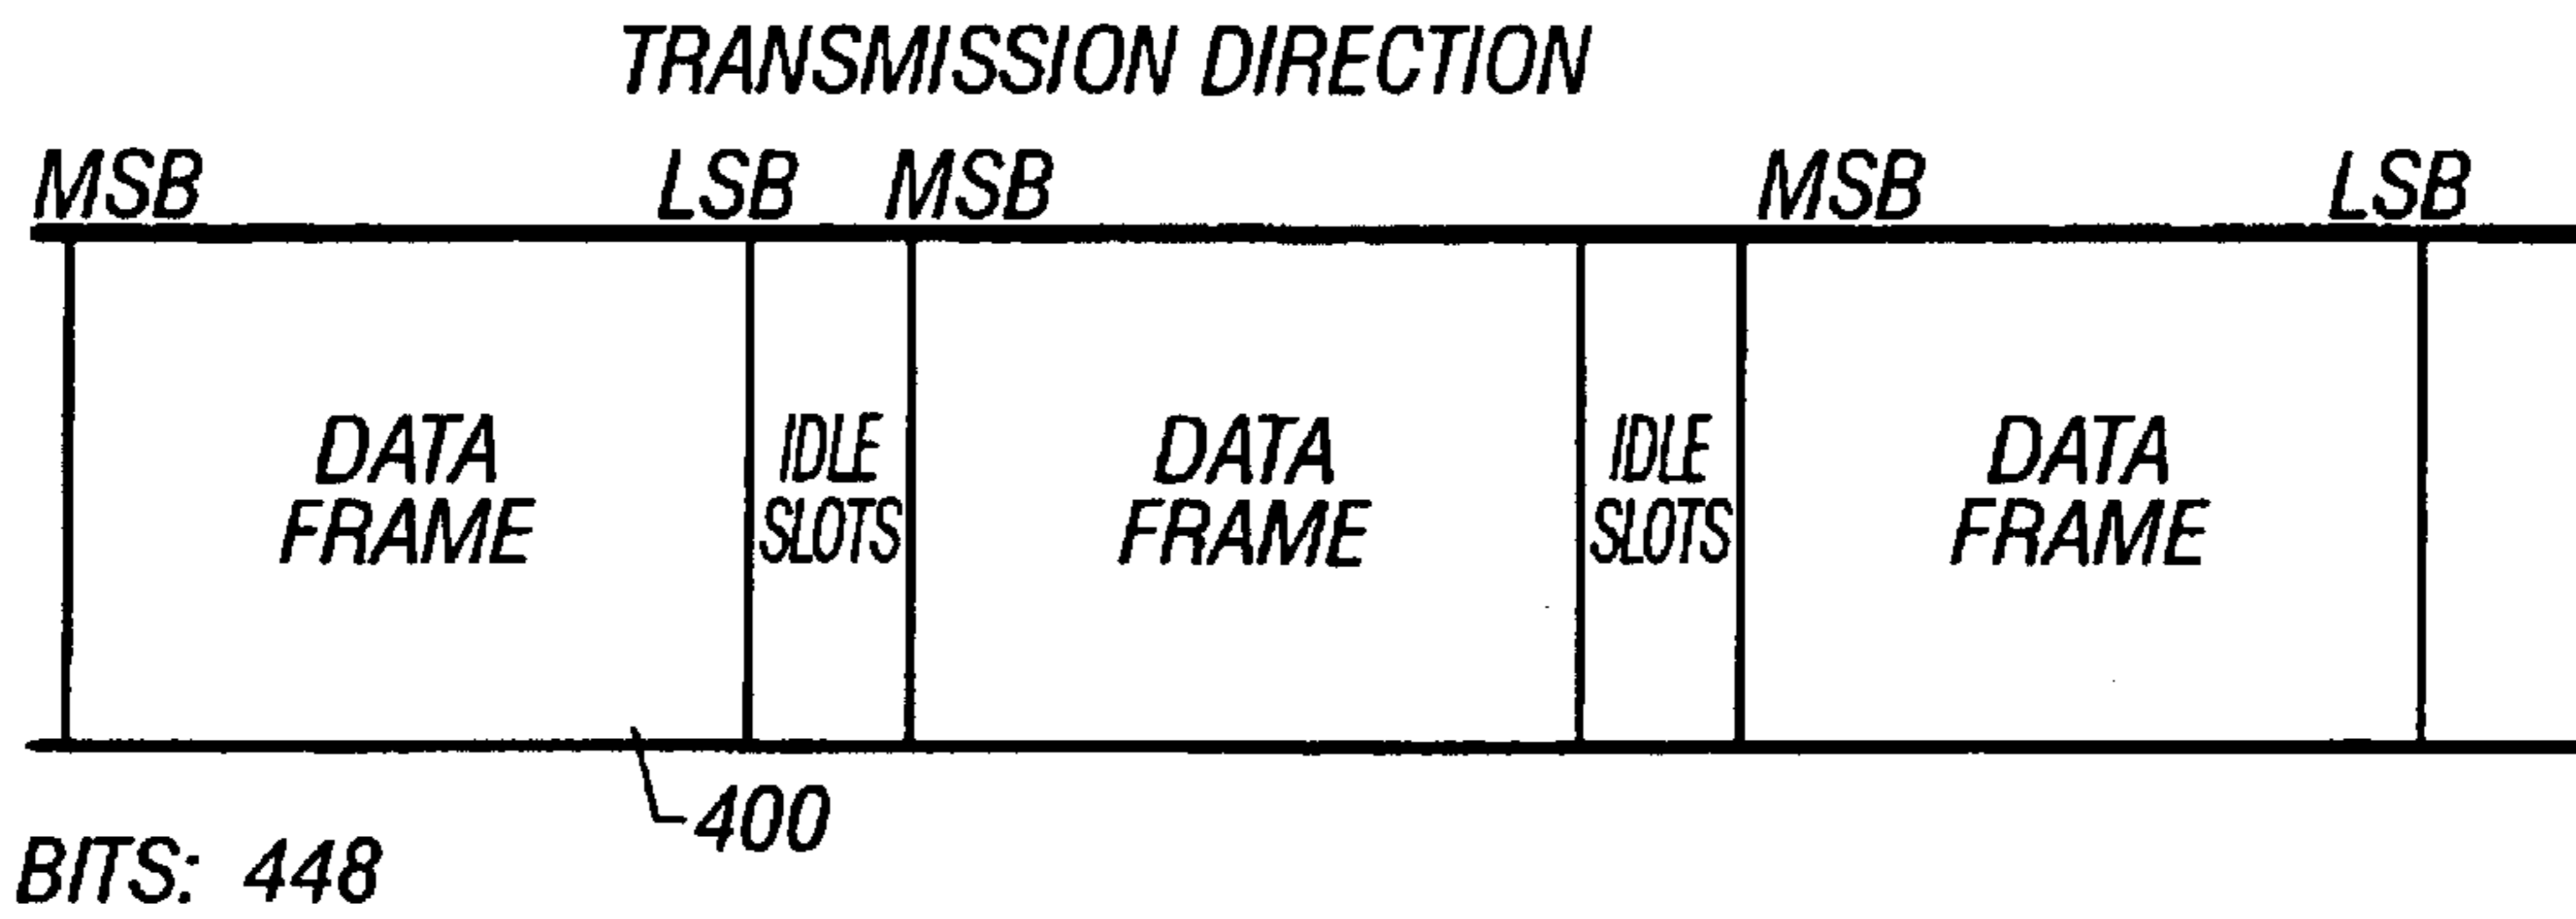 TRANSMISSION DIRECTION
MSB LSB MSB MSB LSB
DATA FRAME
IDLE SLOTS
DATA FRAME
IDLE SLOTS
DATA FRAME
400
BITS: 448